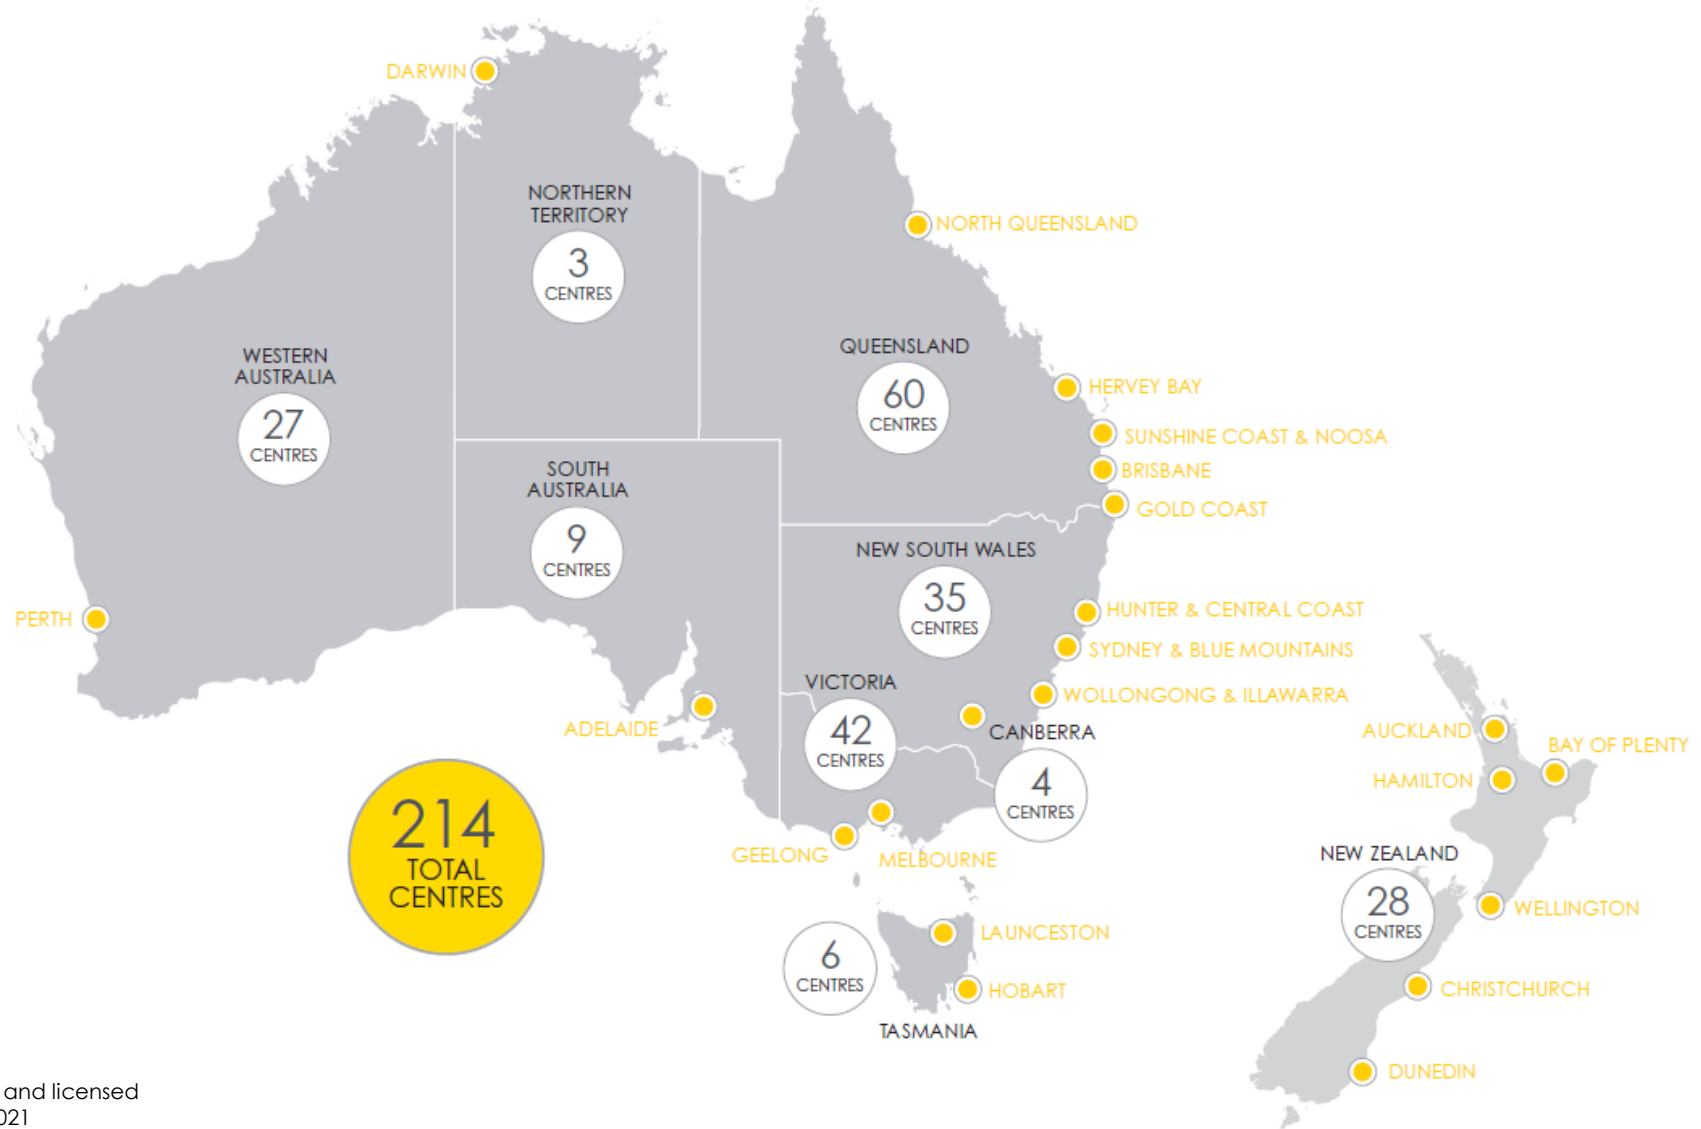 DARWIN
NORTHERN
TERRITORY
3
CENTRES
NORTH QUEENSLAND
WESTERN
AUSTRALIA
27
CENTRES
QUEENSLAND
60
CENTRES
HERVEY BAY
SUNSHINE COAST & NOOSA
BRISBANE
GOLD COAST
SOUTH
AUSTRALIA
9
CENTRES
NEW SOUTH WALES
35
CENTRES
PERTH
HUNTER & CENTRAL COAST
SYDNEY & BLUE MOUNTAINS
WOLLONGONG & ILLAWARRA
VICTORIA
42
CENTRES
ADELAIDE
CANBERRA
4
CENTRES
214
TOTAL
CENTRES
GEELONG
MELBOURNE
AUCKLAND
BAY OF PLENTY
HAMILTON
NEW ZEALAND
28
CENTRES
WELLINGTON
LAUNCESTON
6
CENTRES
HOBART
TASMANIA
CHRISTCHURCH
DUNEDIN
and licensed
021